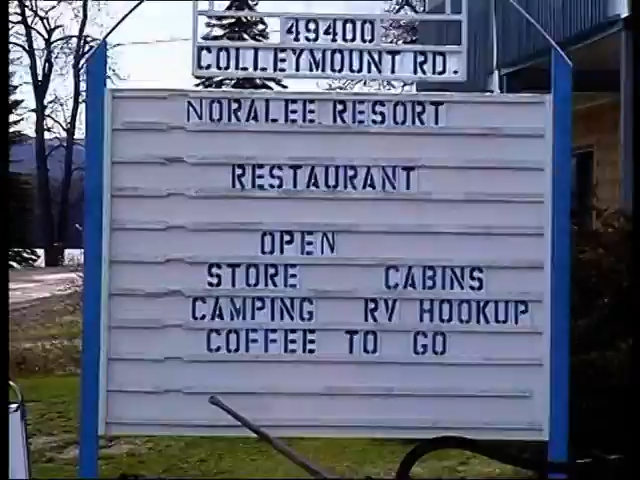 49400
COLLEYMOUNT RD.
NORALEE RESORT
RESTAURANT
OPEN
STORE CABINS
CAMPING RV HOOKUP
COFFEE TO GO